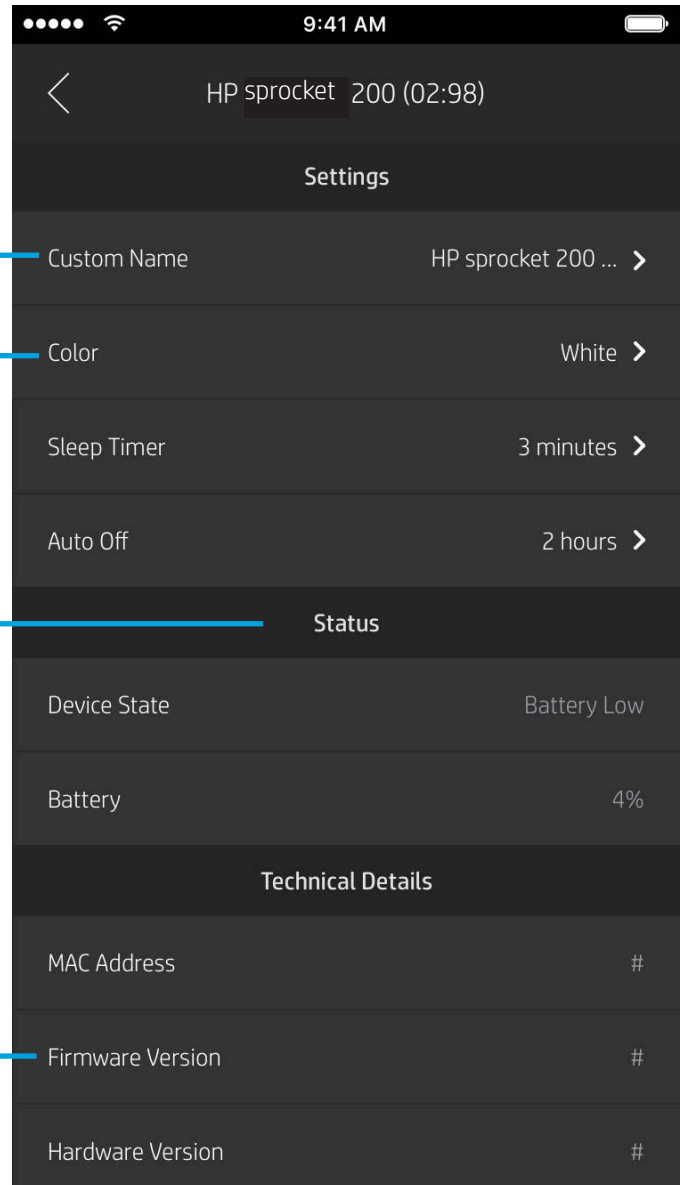 9:41 AM
HP sprocket 200 (02:98)
Settings
Custom Name HP sprocket 200 ...
Color White
Sleep Timer 3 minutes
Auto Off 2 hours
Status
Device State Battery Low
Battery 4%
Technical Details
MAC Address #
Firmware Version #
Hardware Version #